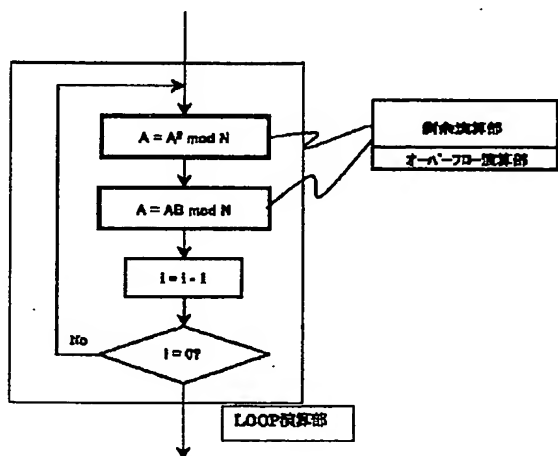 A = A² mod N
剰余演算部
オーバーフロー演算部
A = AB mod N
i = i - 1
No
i = 0?
LOOP演算部